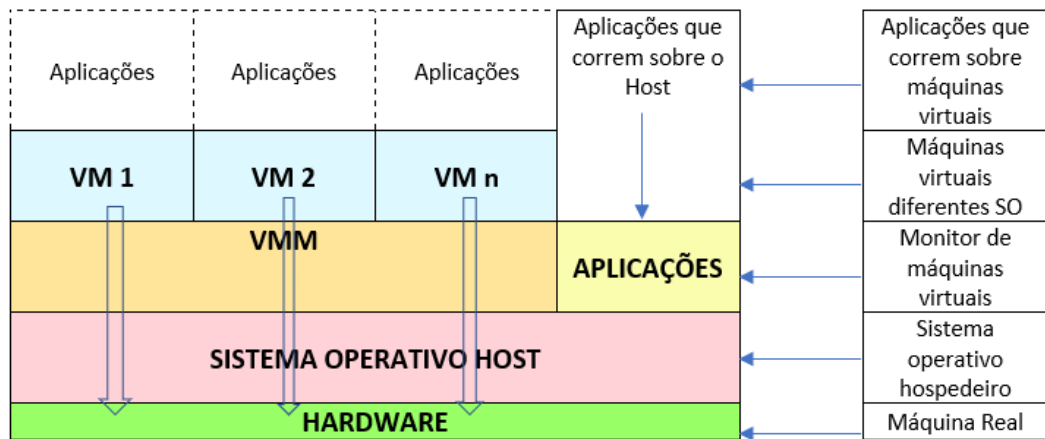 Aplicações
Aplicações
Aplicações
Aplicações que
correm sobre o
Host
Aplicações que
correm sobre
máquinas
virtuais
VM 1
VM 2
VM n
Máquinas
virtuais
diferentes SO
VMM
APLICAÇÕES
Monitor de
máquinas
virtuais
SISTEMA OPERATIVO HOST
Sistema
operativo
hospedeiro
HARDWARE
Máquina Real